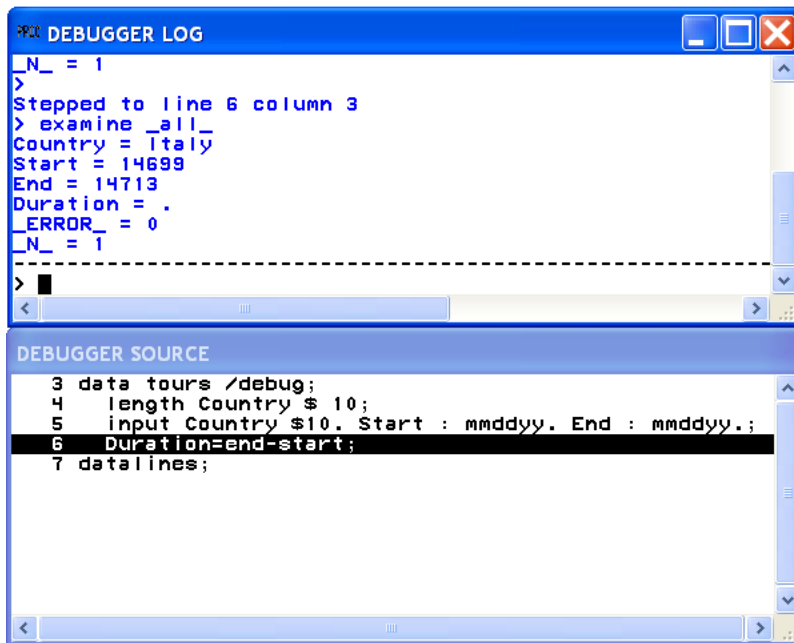 DEBUGGER LOG
_N_ = 1
>
Stepped to line 6 column 3
> examine _all_
Country = Italy
Start = 14699
End = 14713
Duration = .
_ERROR_ = 0
_N_ = 1
>
DEBUGGER SOURCE
3 data tours /debug;
4 length Country $ 10;
5 input Country $10. Start : mmddyy. End : mmddyy.;
6 Duration=end-start;
7 datalines;